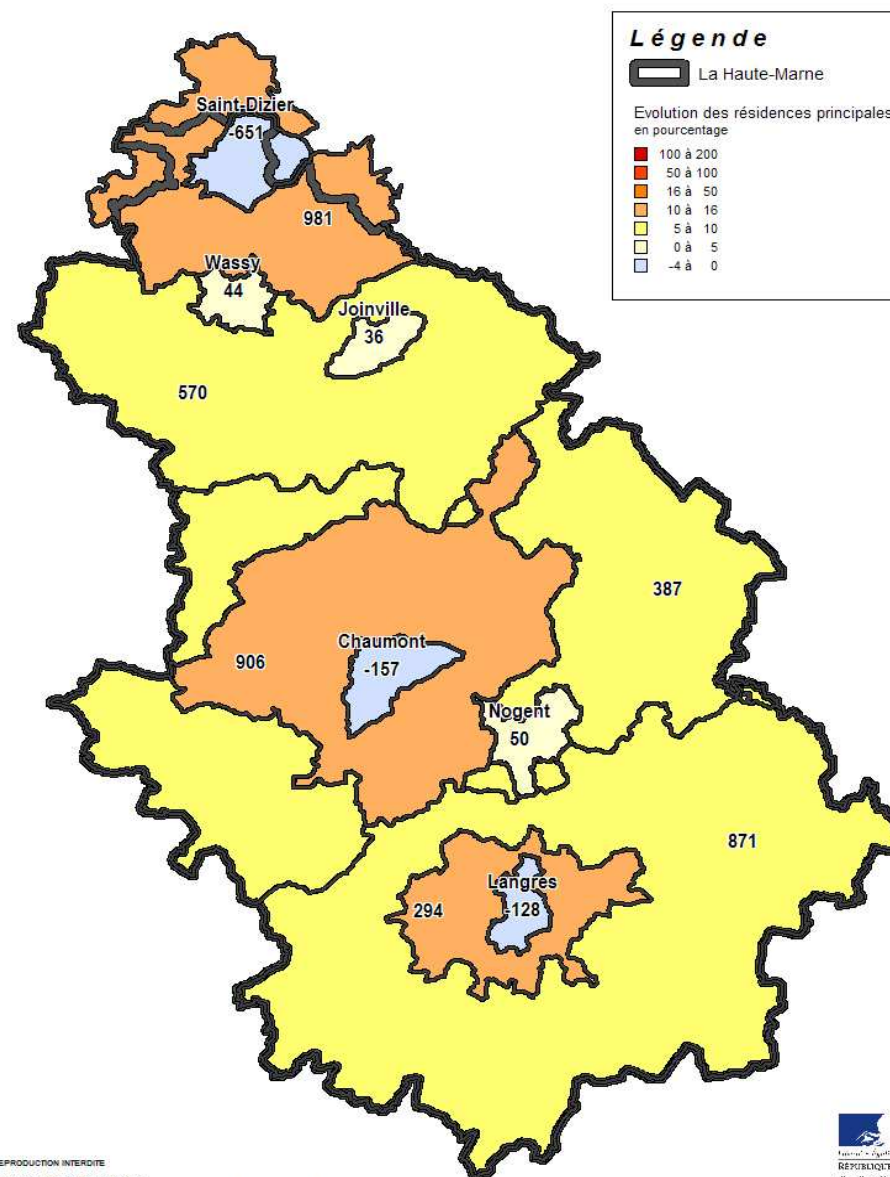 Légende
La Haute-Marne
Evolution des résidences principales
en pourcentage
100 à 200
50 à 100
16 à 50
10 à 16
5 à 10
0 à 5
-4 à 0
Saint-Dizier
-651
981
Wassy
44
Joinville
36
570
387
Chaumont
906
-157
Nogent
50
871
Langres
294
-128
EPRODUCTION INTERDITE
RÉPUBLIQUE